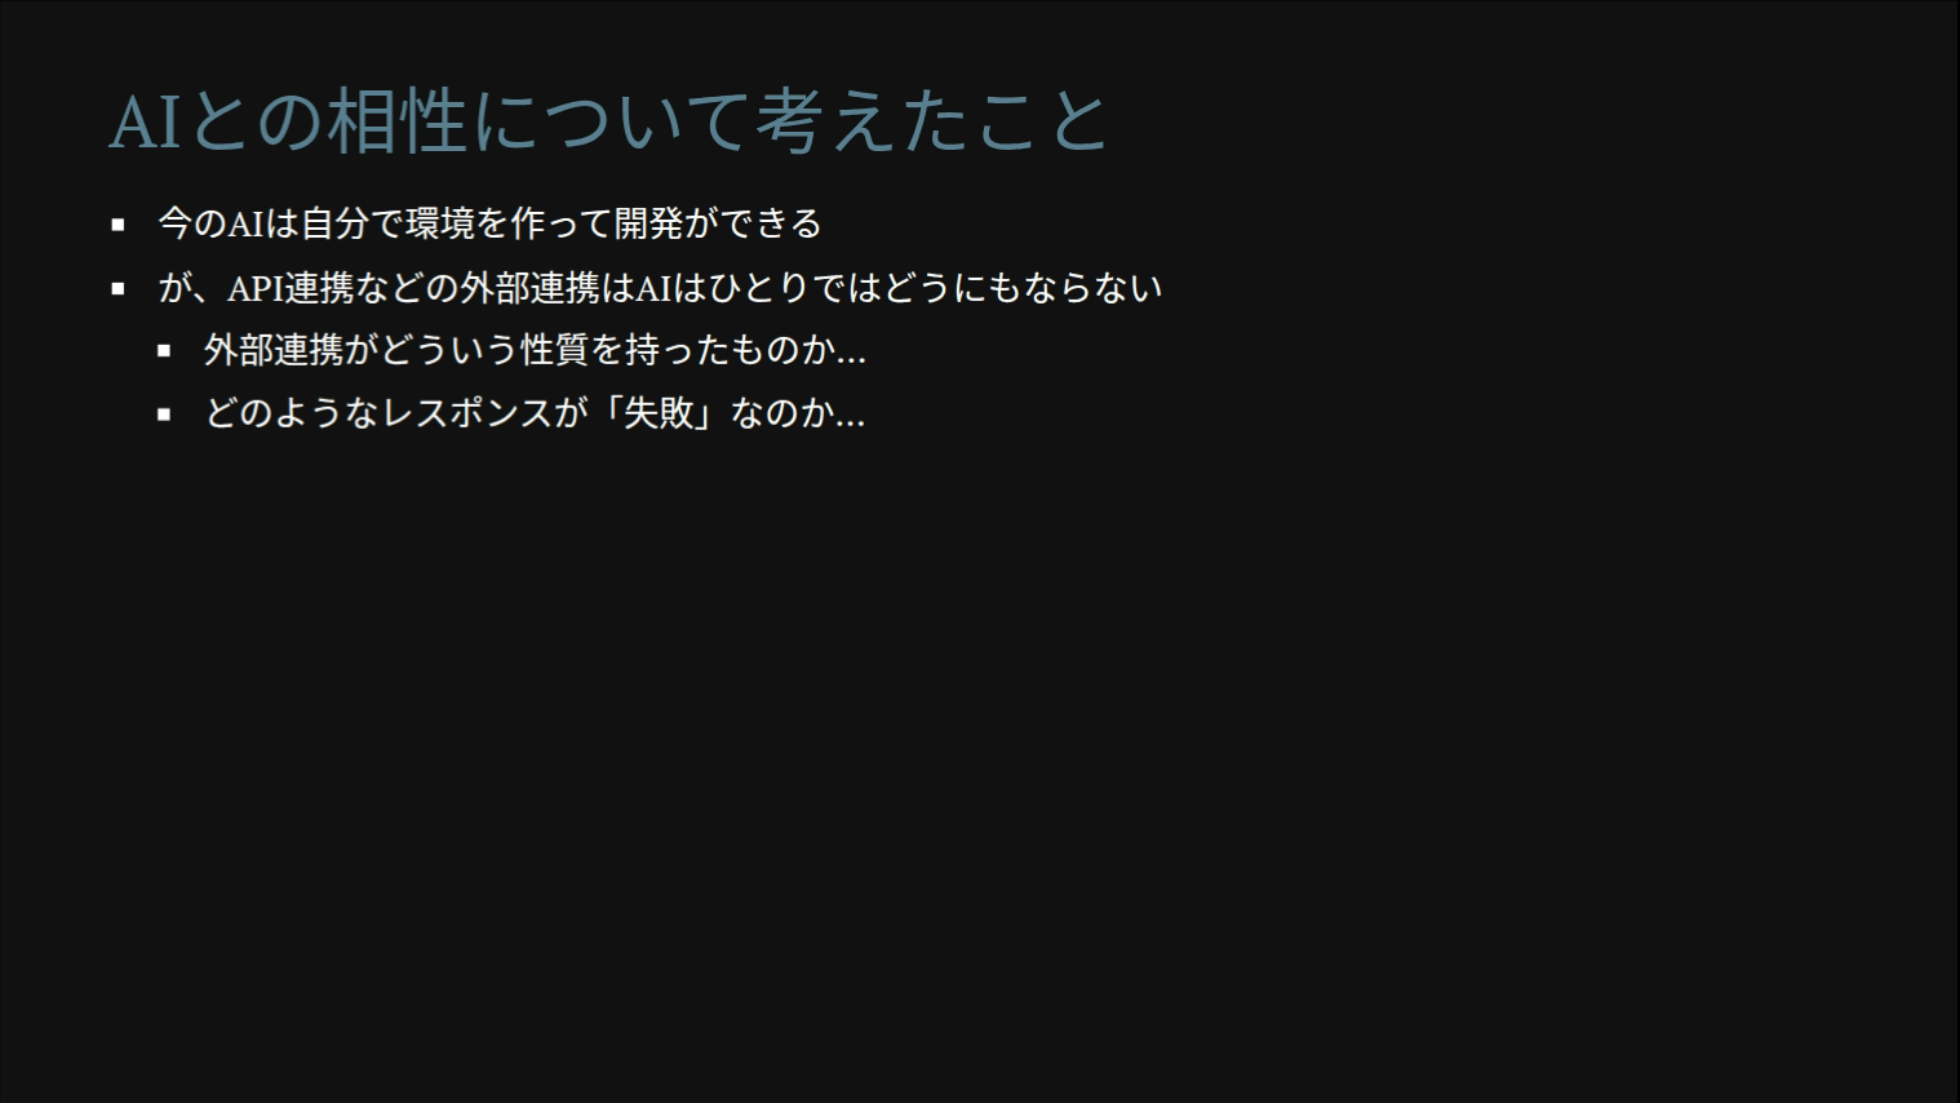 AIとの相性について考えたこと
今のAIは自分で環境を作って開発ができる
が、API連携などの外部連携はAIはひとりではどうにもならない
外部連携がどういう性質を持ったものか...
どのようなレスポンスが「失敗」なのか...